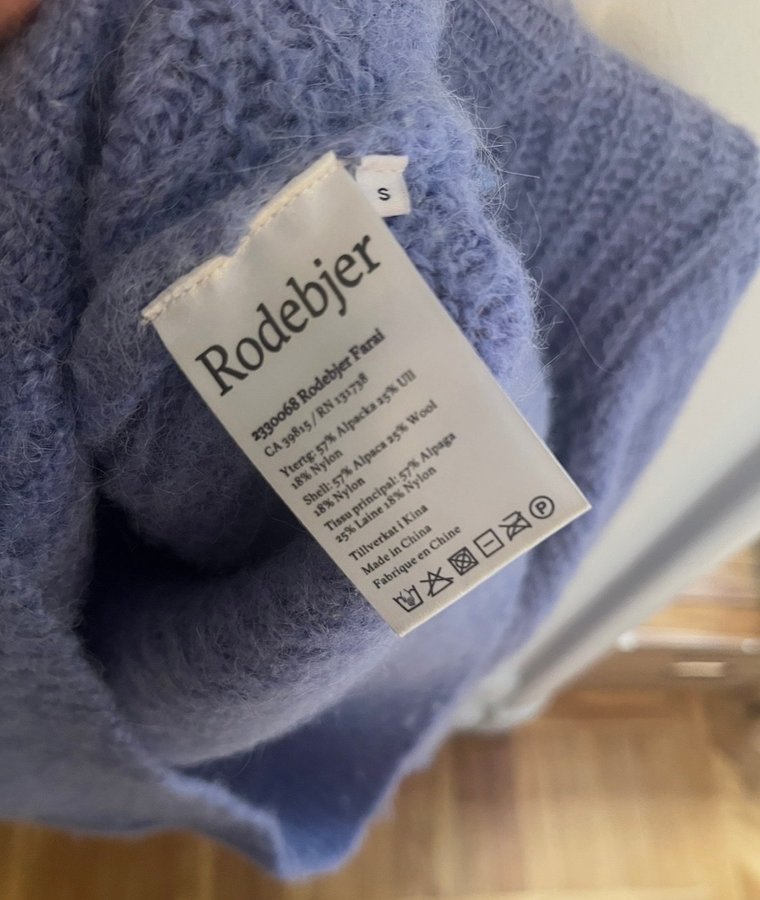 S
Rodebjer
2330068 Rodebjer Farai
CA 39815 / RN 131738
Ytertg: 57% Alpacka 25% Ull
18% Nylon
Shell: 57% Alpaca 25% Wool
18% Nylon
Tissu principal: 57% Alpaga
25% Laine 18% Nylon
Tillverkat i Kina
Made in China
Fabriqué en Chine
P